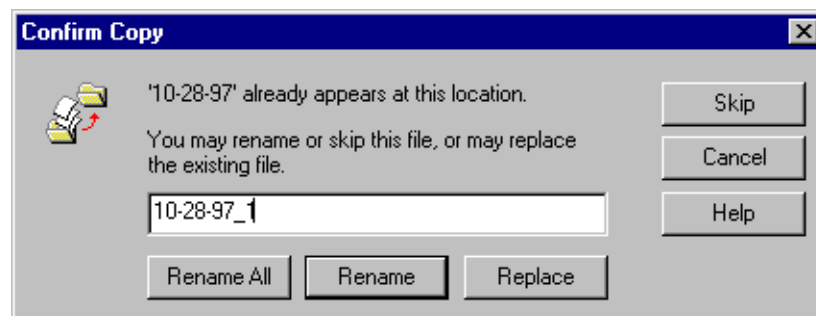 Confirm Copy
'10-28-97' already appears at this location.
You may rename or skip this file, or may replace
the existing file.
10-28-97_1
Rename All
Rename
Replace
Skip
Cancel
Help